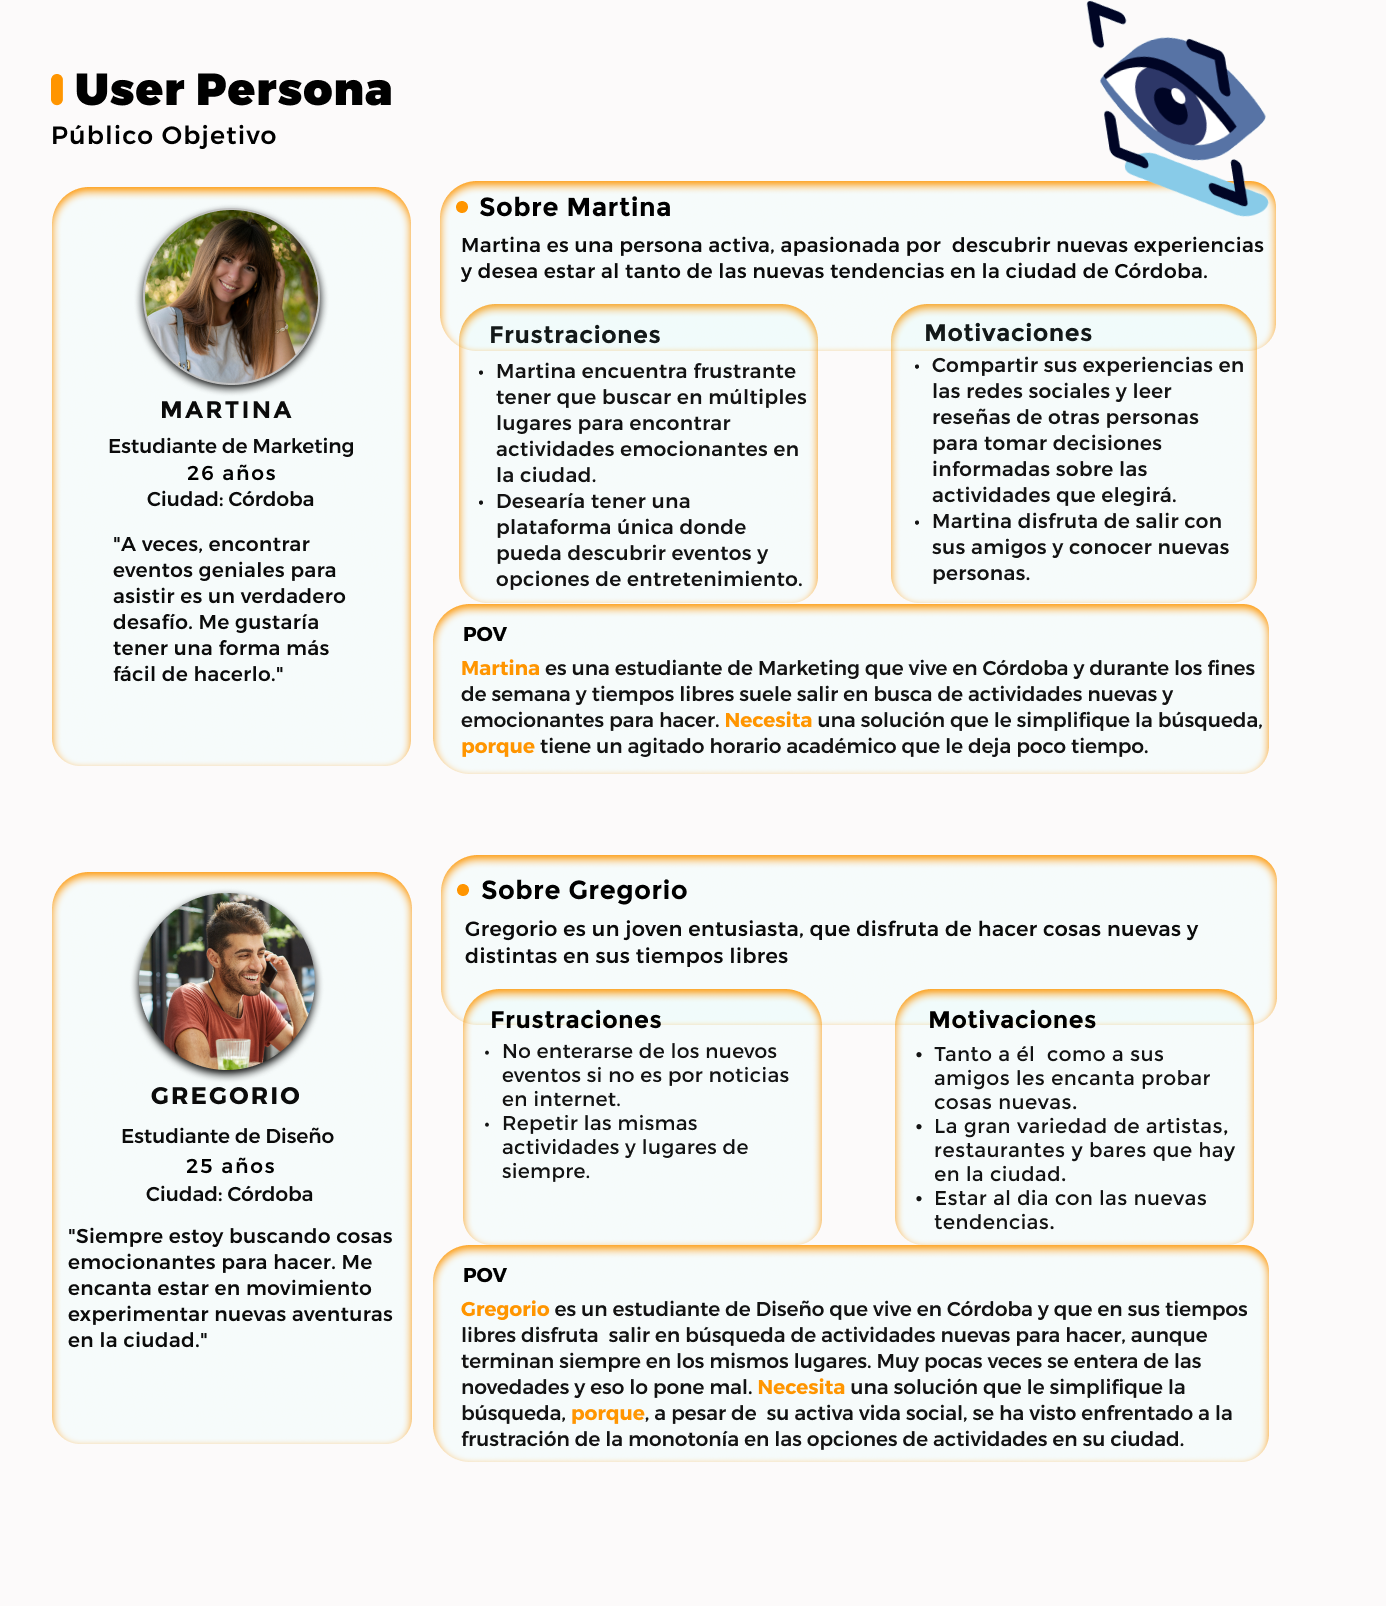 User Persona
Público Objetivo
MARTINA
Estudiante de Marketing
26 años
Ciudad: Córdoba
"A veces, encontrar
eventos geniales para
asistir es un verdadero
desafío. Me gustaría
tener una forma más
fácil de hacerlo."
Sobre Martina
Martina es una persona activa, apasionada por  descubrir nuevas experiencias
y desea estar al tanto de las nuevas tendencias en la ciudad de Córdoba.
Frustraciones
• Martina encuentra frustrante
tener que buscar en múltiples
lugares para encontrar
actividades emocionantes en
la ciudad.
• Desearía tener una
plataforma única donde
pueda descubrir eventos y
opciones de entretenimiento.
Motivaciones
• Compartir sus experiencias en
las redes sociales y leer
reseñas de otras personas
para tomar decisiones
informadas sobre las
actividades que elegirá.
• Martina disfruta de salir con
sus amigos y conocer nuevas
personas.
POV
Martina es una estudiante de Marketing que vive en Córdoba y durante los fines
de semana y tiempos libres suele salir en busca de actividades nuevas y
emocionantes para hacer. Necesita una solución que le simplifique la búsqueda,
porque tiene un agitado horario académico que le deja poco tiempo.
GREGORIO
Estudiante de Diseño
25 años
Ciudad: Córdoba
"Siempre estoy buscando cosas
emocionantes para hacer. Me
encanta estar en movimiento
experimentar nuevas aventuras
en la ciudad."
Sobre Gregorio
Gregorio es un joven entusiasta, que disfruta de hacer cosas nuevas y
distintas en sus tiempos libres
Frustraciones
• No enterarse de los nuevos
eventos si no es por noticias
en internet.
• Repetir las mismas
actividades y lugares de
siempre.
Motivaciones
• Tanto a él  como a sus
amigos les encanta probar
cosas nuevas.
• La gran variedad de artistas,
restaurantes y bares que hay
en la ciudad.
• Estar al dia con las nuevas
tendencias.
POV
Gregorio es un estudiante de Diseño que vive en Córdoba y que en sus tiempos
libres disfruta  salir en búsqueda de actividades nuevas para hacer, aunque
terminan siempre en los mismos lugares. Muy pocas veces se entera de las
novedades y eso lo pone mal. Necesita una solución que le simplifique la
búsqueda, porque, a pesar de  su activa vida social, se ha visto enfrentado a la
frustración de la monotonía en las opciones de actividades en su ciudad.